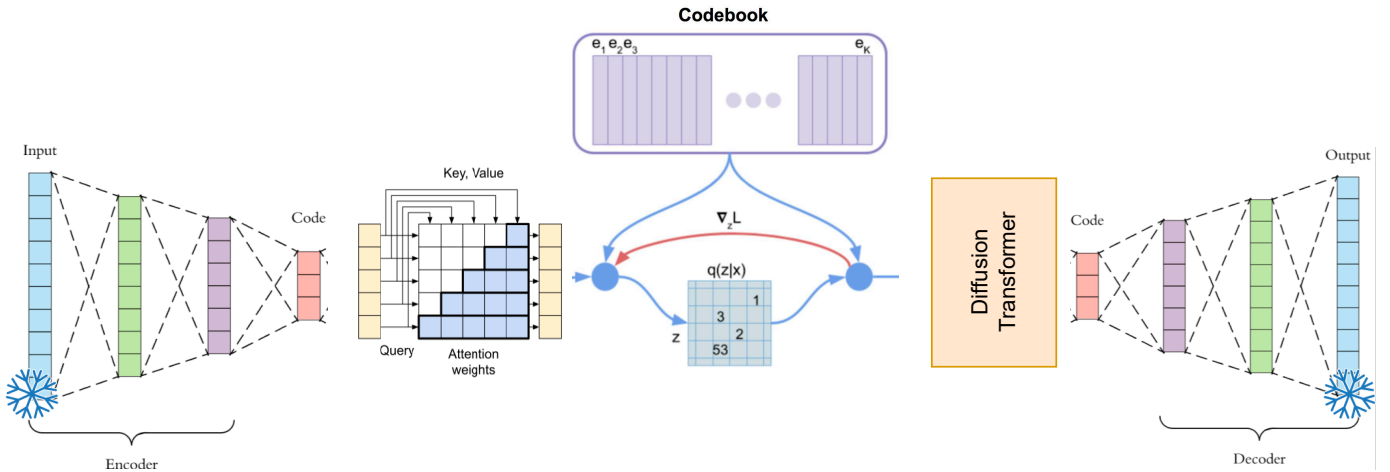 Codebook
e1 e2 e3
eK
Input
Code
Encoder
Key, Value
Query
Attention
weights
∇zL
q(z|x)
z
1
3
2
53
Diffusion
Transformer
Code
Output
Decoder